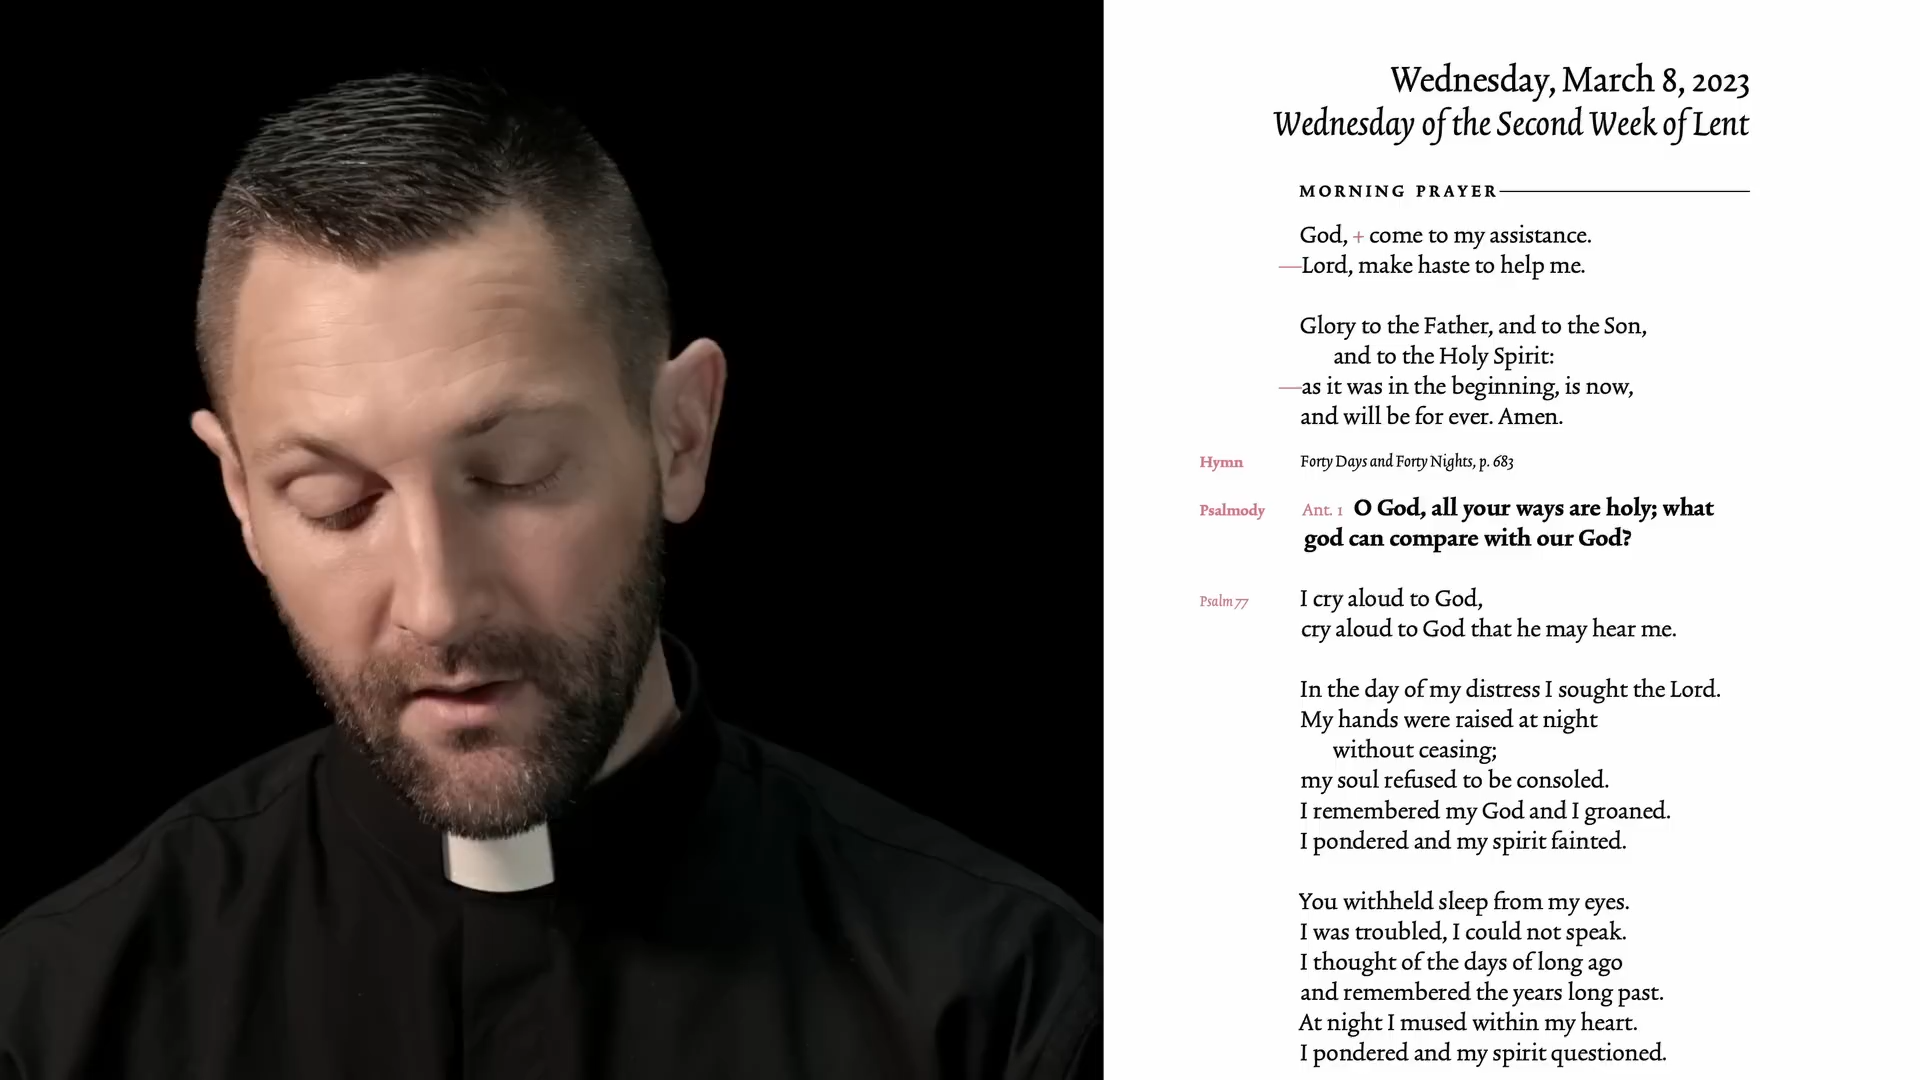 Wednesday, March 8, 2023
Wednesday of the Second Week of Lent
MORNING PRAYER
God, + come to my assistance.
—Lord, make haste to help me.
Glory to the Father, and to the Son,
and to the Holy Spirit:
—as it was in the beginning, is now,
and will be for ever. Amen.
Hymn Forty Days and Forty Nights, p. 683
Psalmody Ant. 1 O God, all your ways are holy; what
god can compare with our God?
Psalm 77 I cry aloud to God,
cry aloud to God that he may hear me.
In the day of my distress I sought the Lord.
My hands were raised at night
without ceasing;
my soul refused to be consoled.
I remembered my God and I groaned.
I pondered and my spirit fainted.
You withheld sleep from my eyes.
I was troubled, I could not speak.
I thought of the days of long ago
and remembered the years long past.
At night I mused within my heart.
I pondered and my spirit questioned.